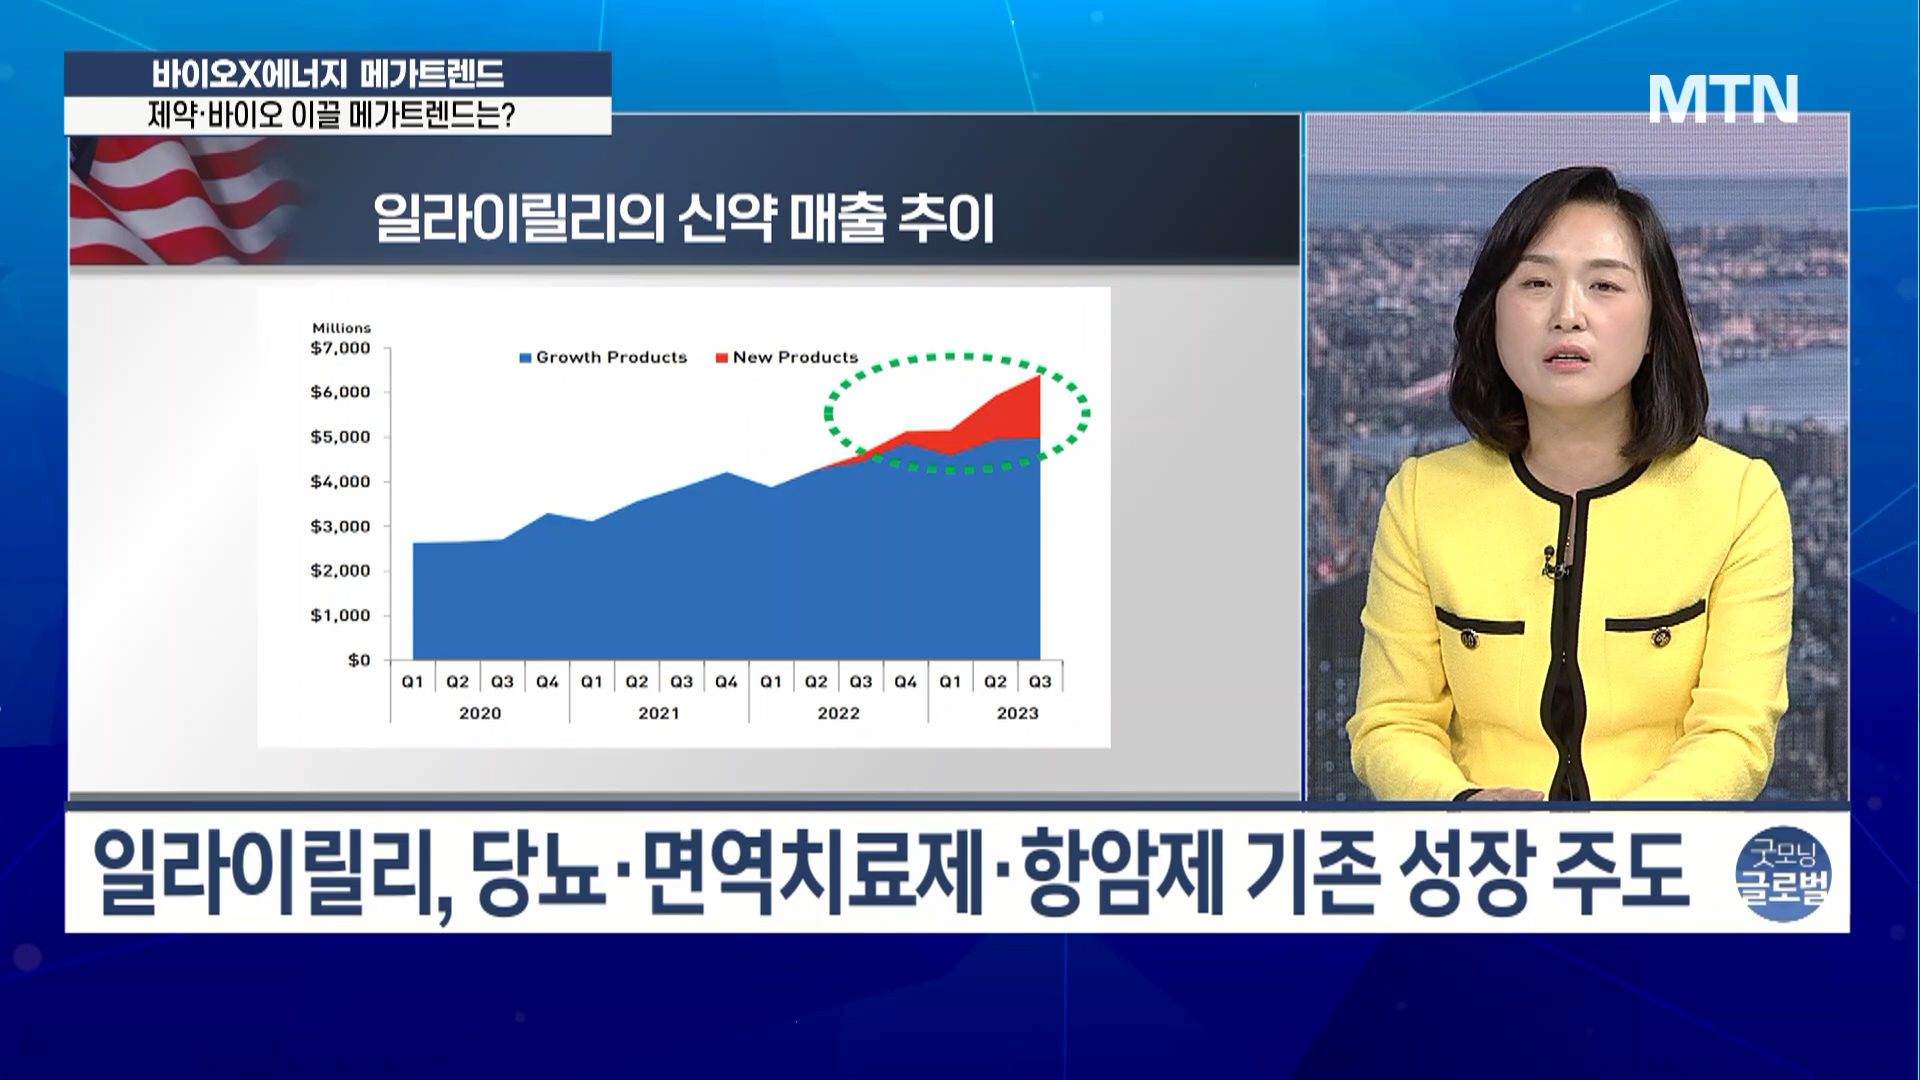 바이오X에너지 메가트렌드
제약·바이오 이끌 메가트렌드는?
MTN
일라이릴리의 신약 매출 추이
Millions
Growth Products
New Products
$7,000
$6,000
$5,000
$4,000
$3,000
$2,000
$1,000
$0
Q1 Q2 Q3 Q4 Q1 Q2 Q3 Q4 Q1 Q2 Q3 Q4 Q1 Q2 Q3
2020 2021 2022 2023
일라이릴리, 당뇨·면역치료제·항암제 기존 성장 주도
굿모닝
글로벌